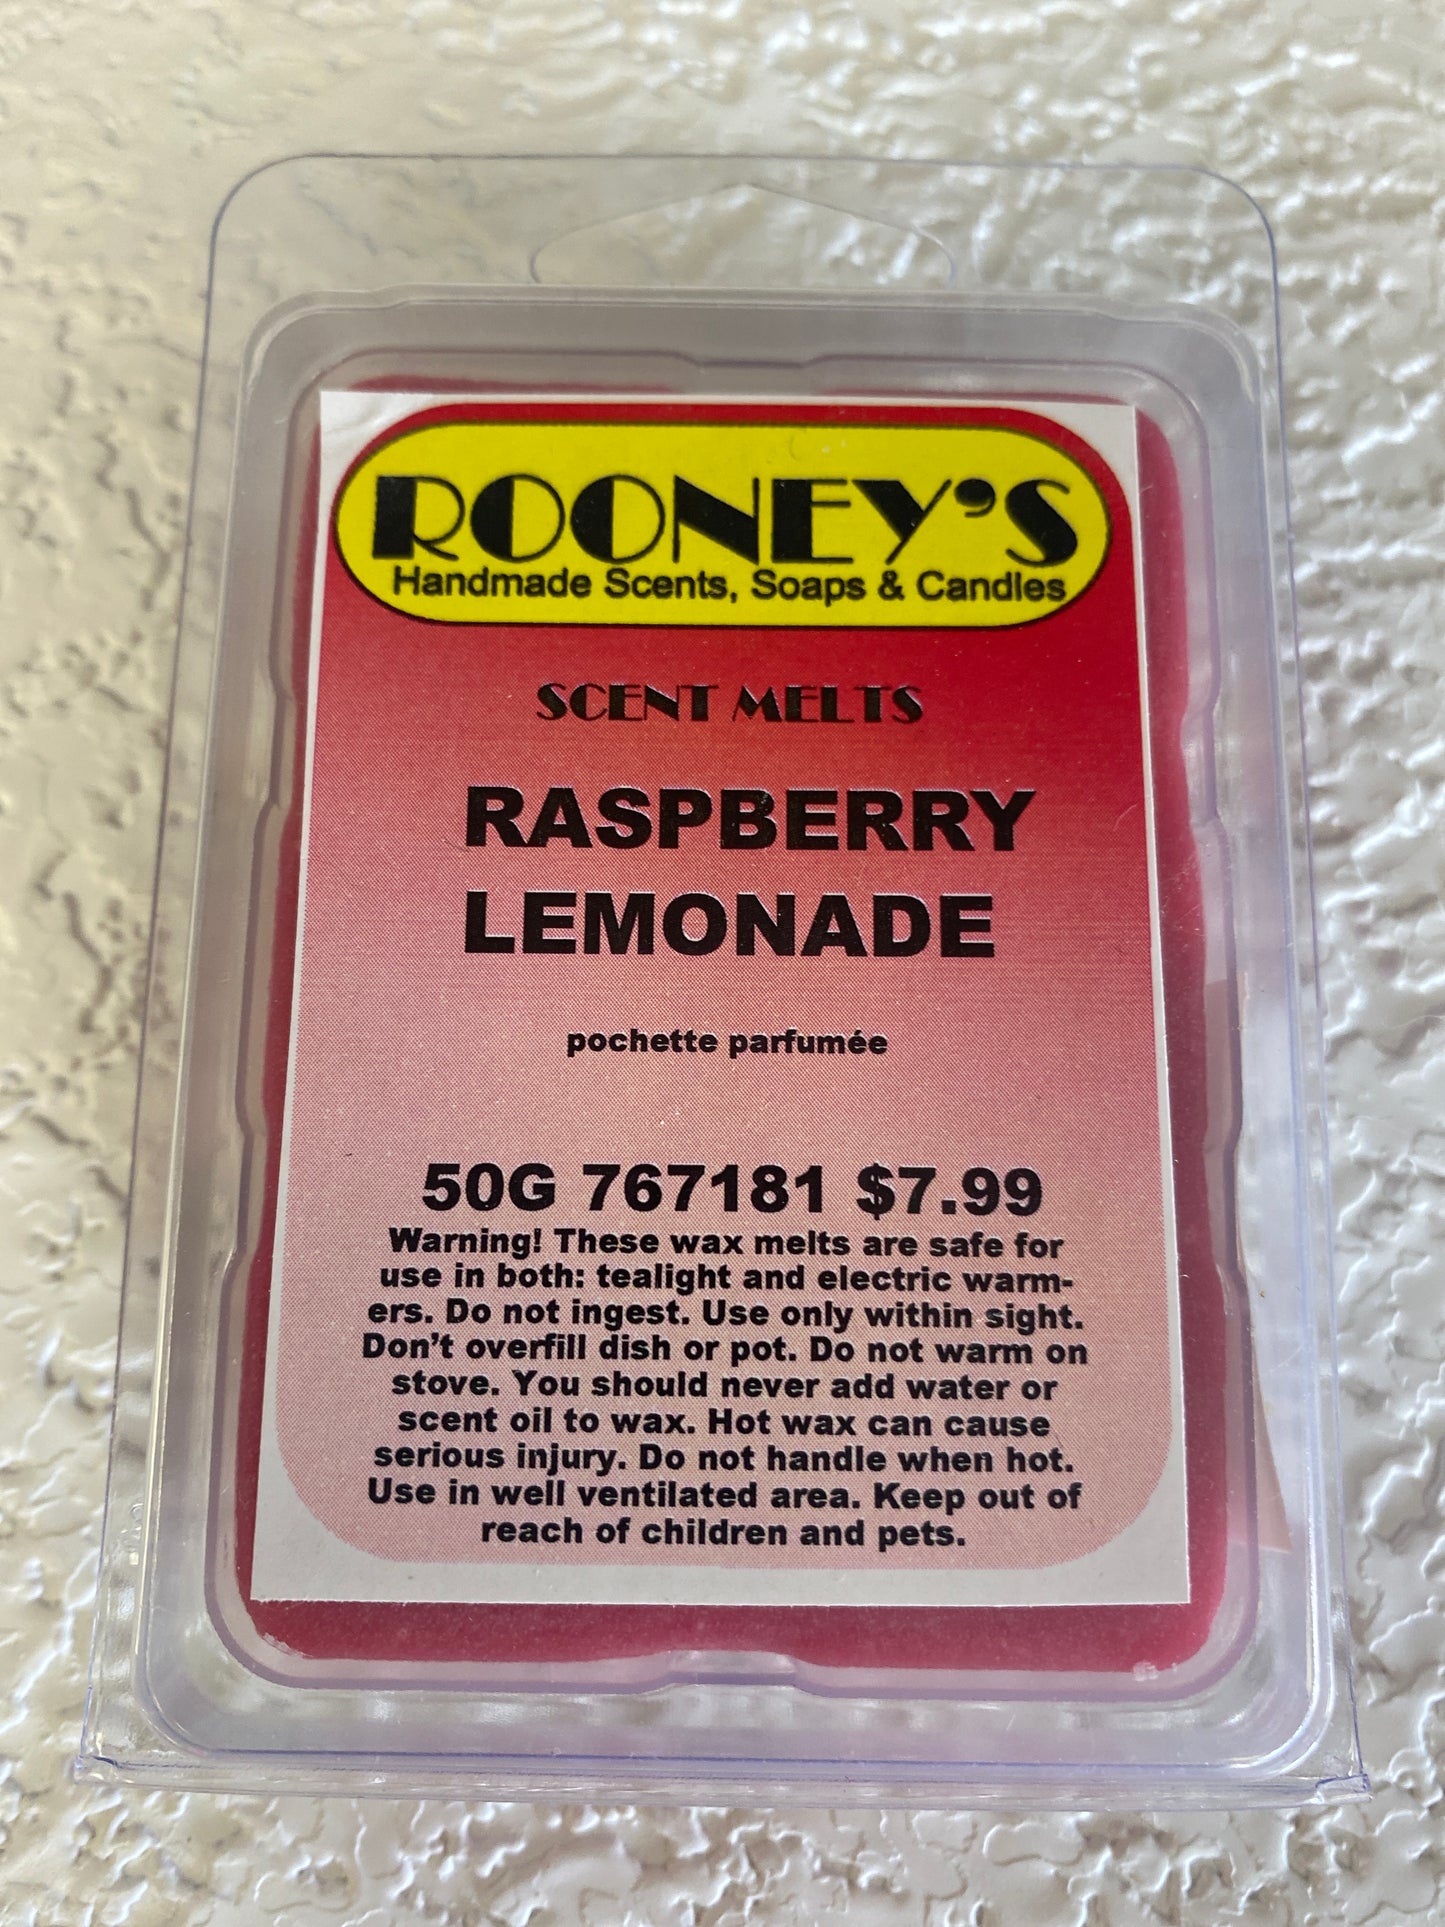 ROONEY'S
Handmade Scents, Soaps & Candles
SCENT MELTS
RASPBERRY
LEMONADE
pochette parfumée
50G 767181 $7.99
Warning! These wax melts are safe for
use in both: tealight and electric warm-
ers. Do not ingest. Use only within sight.
Don't overfill dish or pot. Do not warm on
stove. You should never add water or
scent oil to wax. Hot wax can cause
serious injury. Do not handle when hot.
Use in well ventilated area. Keep out of
reach of children and pets.